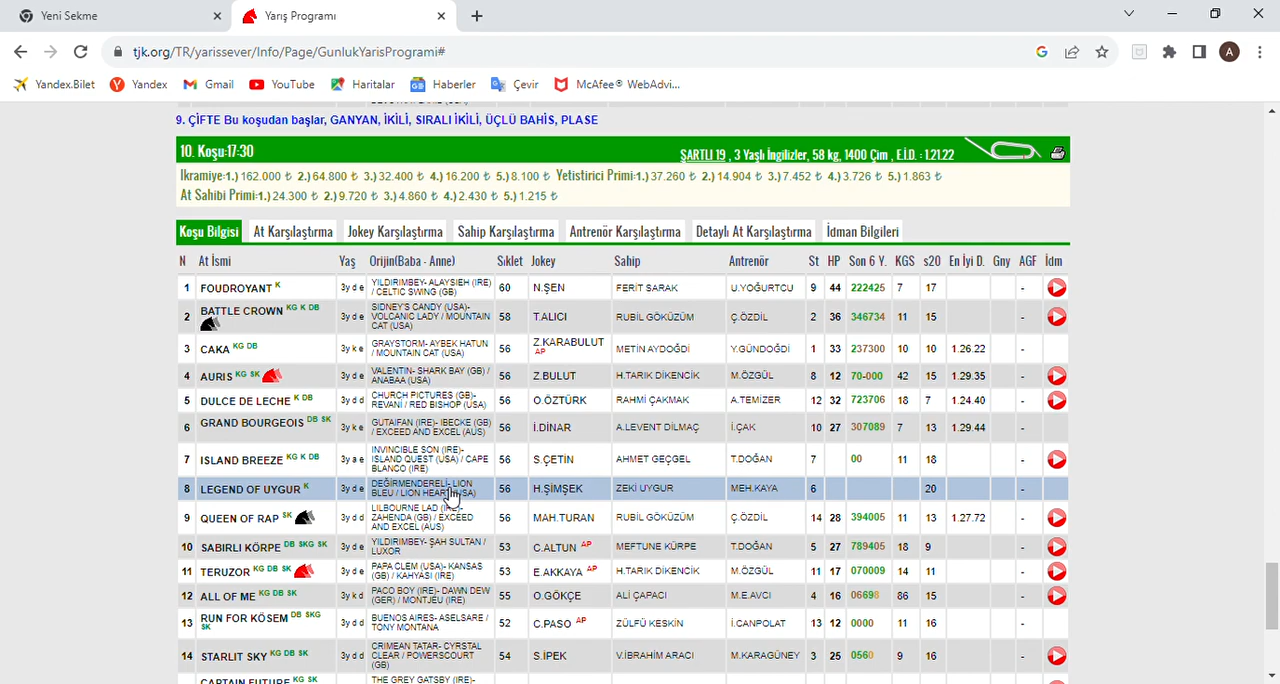 Yeni Sekme
Yarış Programı
tjk.org/TR/yarissever/Info/Page/GunlukYarisProgrami#
A
Yandex.Bilet Yandex Gmail YouTube Haritalar Haberler Çevir McAfee® WebAdvi...
9. ÇİFTE Bu koşudan başlar, GANYAN, İKİLİ, SIRALI İKİLİ, ÜÇLÜ BAHİS, PLASE
10. Koşu:17:30 ŞARTLI 19 , 3 Yaşlı İngilizler, 58 kg, 1400 Çim , E.İ.D. : 1.21.22
Ikramiye:1.) 162.000 ₺ 2.) 64.800 ₺ 3.) 32.400 ₺ 4.) 16.200 ₺ 5.) 8.100 ₺ Yetistirici Primi:1.) 37.260 ₺ 2.) 14.904 ₺ 3.) 7.452 ₺ 4.) 3.726 ₺ 5.) 1.863 ₺
At Sahibi Primi:1.) 24.300 ₺ 2.) 9.720 ₺ 3.) 4.860 ₺ 4.) 2.430 ₺ 5.) 1.215 ₺
Koşu Bilgisi At Karşılaştırma Jokey Karşılaştırma Sahip Karşılaştırma Antrenör Karşılaştırma Detaylı At Karşılaştırma İdman Bilgileri
N At İsmi Yaş Orijin(Baba - Anne) Sıklet Jokey Sahip Antrenör St HP Son 6 Y. KGS s20 En İyi D. Gny AGF İdm
1 FOUDROYANT K 3y d e YILDIRIMBEY- ALAYSIEH (IRE) / CELTIC SWING (GB) 60 N.ŞEN FERİT SARAK U.YOĞURTCU 9 44 222425 7 17 -
2 BATTLE CROWN KG K DB 3y d e SIDNEY'S CANDY (USA)- VOLCANIC LADY / MOUNTAIN CAT (USA) 58 T.ALICI RUBİL GÖKÜZÜM Ç.ÖZDİL 2 36 346734 11 15 -
3 CAKA KG DB 3y k e GRAYSTORM- AYBEK HATUN / MOUNTAIN CAT (USA) 56 Z.KARABULUT AP METİN AYDOĞDİ Y.GÜNDOĞDİ 1 33 237300 10 10 1.26.22 -
4 AURIS KG SK 3y d e VALENTIN- SHARK BAY (GB) / ANABAA (USA) 56 Z.BULUT H.TARIK DİKENCİK M.ÖZGÜL 8 12 70-000 42 15 1.29.35 -
5 DULCE DE LECHE K DB 3y d d CHURCH PICTURES (GB)- REVANI / RED BISHOP (USA) 56 O.ÖZTÜRK RAHMİ ÇAKMAK A.TEMİZER 12 32 723706 18 7 1.24.40 -
6 GRAND BOURGEOIS DB SK 3y k e GUTAIFAN (IRE)- IBECKE (GB) / EXCEED AND EXCEL (AUS) 56 İ.DİNAR A.LEVENT DİLMAÇ İ.ÇAK 10 27 307089 7 13 1.29.44 -
7 ISLAND BREEZE KG K DB 3y a e INVINCIBLE SON (IRE)- ISLAND QUEST (USA) / CAPE BLANCO (IRE) 56 S.ÇETİN AHMET GEÇGEL T.DOĞAN 7 00 11 18 -
8 LEGEND OF UYGUR K 3y d e DEĞİRMENDERELİ- LION BLEU / LION HEART (USA) 56 H.ŞİMŞEK ZEKİ UYGUR MEH.KAYA 6 20 -
9 QUEEN OF RAP SK 3y d d LILBOURNE LAD (IRE)- ZAHENDA (GB) / EXCEED AND EXCEL (AUS) 56 MAH.TURAN RUBİL GÖKÜZÜM Ç.ÖZDİL 14 28 394005 11 13 1.27.72 -
10 SABIRLI KÖRPE DB SKG SK 3y d e YILDIRIMBEY- ŞAH SULTAN / LUXOR 53 C.ALTUN AP MEFTUNE KÜRPE T.DOĞAN 5 27 789405 18 9 -
11 TERUZOR KG DB SK 3y d e PAPA CLEM (USA)- KANSAS (GB) / KAHYASI (IRE) 53 E.AKKAYA AP H.TARIK DİKENCİK M.ÖZGÜL 11 17 070009 14 11 -
12 ALL OF ME KG DB SK 3y d e PACO BOY (IRE)- DAWN DEW (GER) / MONTJEU (IRE) 55 O.GÖKÇE ALİ ÇAPACI M.E.AVCI 4 16 06698 86 15 -
13 RUN FOR KÖSEM DB SKG SK 3y d d BUENOS AIRES- ASELSARE / TONY MONTANA 52 C.PASO AP ZÜLFÜ KESKİN İ.CANPOLAT 13 12 0000 11 16 -
14 STARLIT SKY KG DB SK 3y d d CRIMEAN TATAR- CYRSTAL CLEAR / POWERSCOURT (GB) 54 S.İPEK V.İBRAHİM ARACI M.KARAGÜNEY 3 25 0560 9 16 -
CAPTAIN FUTURE KG SK THE GREY GATSBY (IRE)-